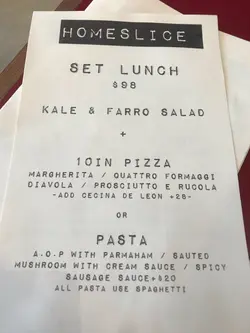 HOMESLICE
SET LUNCH
$98
KALE & FARRO SALAD
+
10IN PIZZA
MARGHERITA / QUATTRO FORMAGGI
DIAVOLA / PROSCIUTTO E RUCOLA
-ADD CECINA DE LEON +28-
OR
PASTA
A.O.P WITH PARMAHAM / SAUTED
MUSHROOM WITH CREAM SAUCE / SPICY
SAUSAGE SAUCE+$20
ALL PASTA USE SPAGHETTI